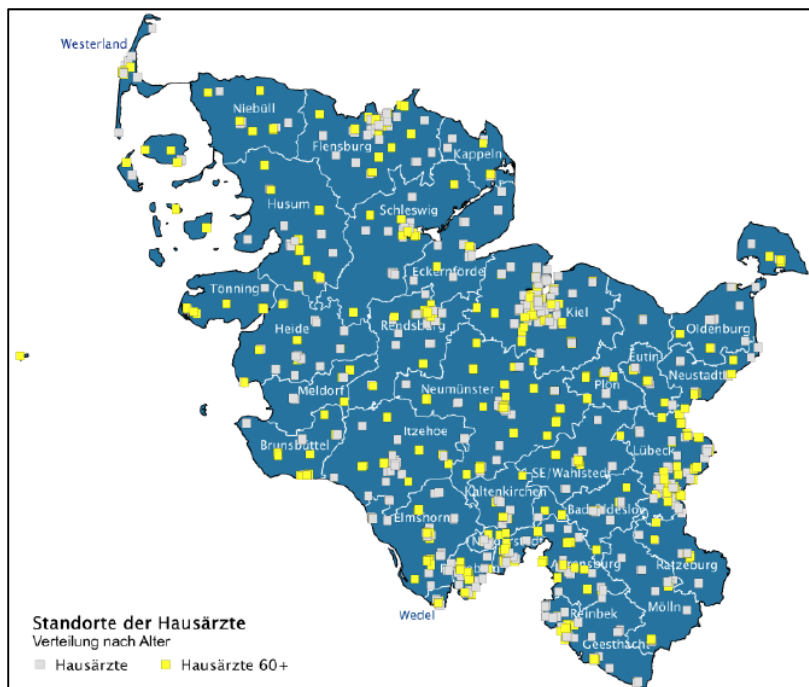 Westerland
Niebüll
Flensburg
Kappeln
Husum
Schleswig
Eckernförde
Tönning
Rendsburg
Kiel
Heide
Oldenburg
Eutin
Plön
Neustadt
Meldorf
Neumünster
Itzehoe
Brunsbüttel
Lübeck
SE/Wahlstedt
Kaltenkirchen
Elmshorn
Ahrensburg
Ratzeburg
Mölln
Wedel
Reinbek
Geesthacht
Standorte der Hausärzte
Verteilung nach Alter
Hausärzte
Hausärzte 60+